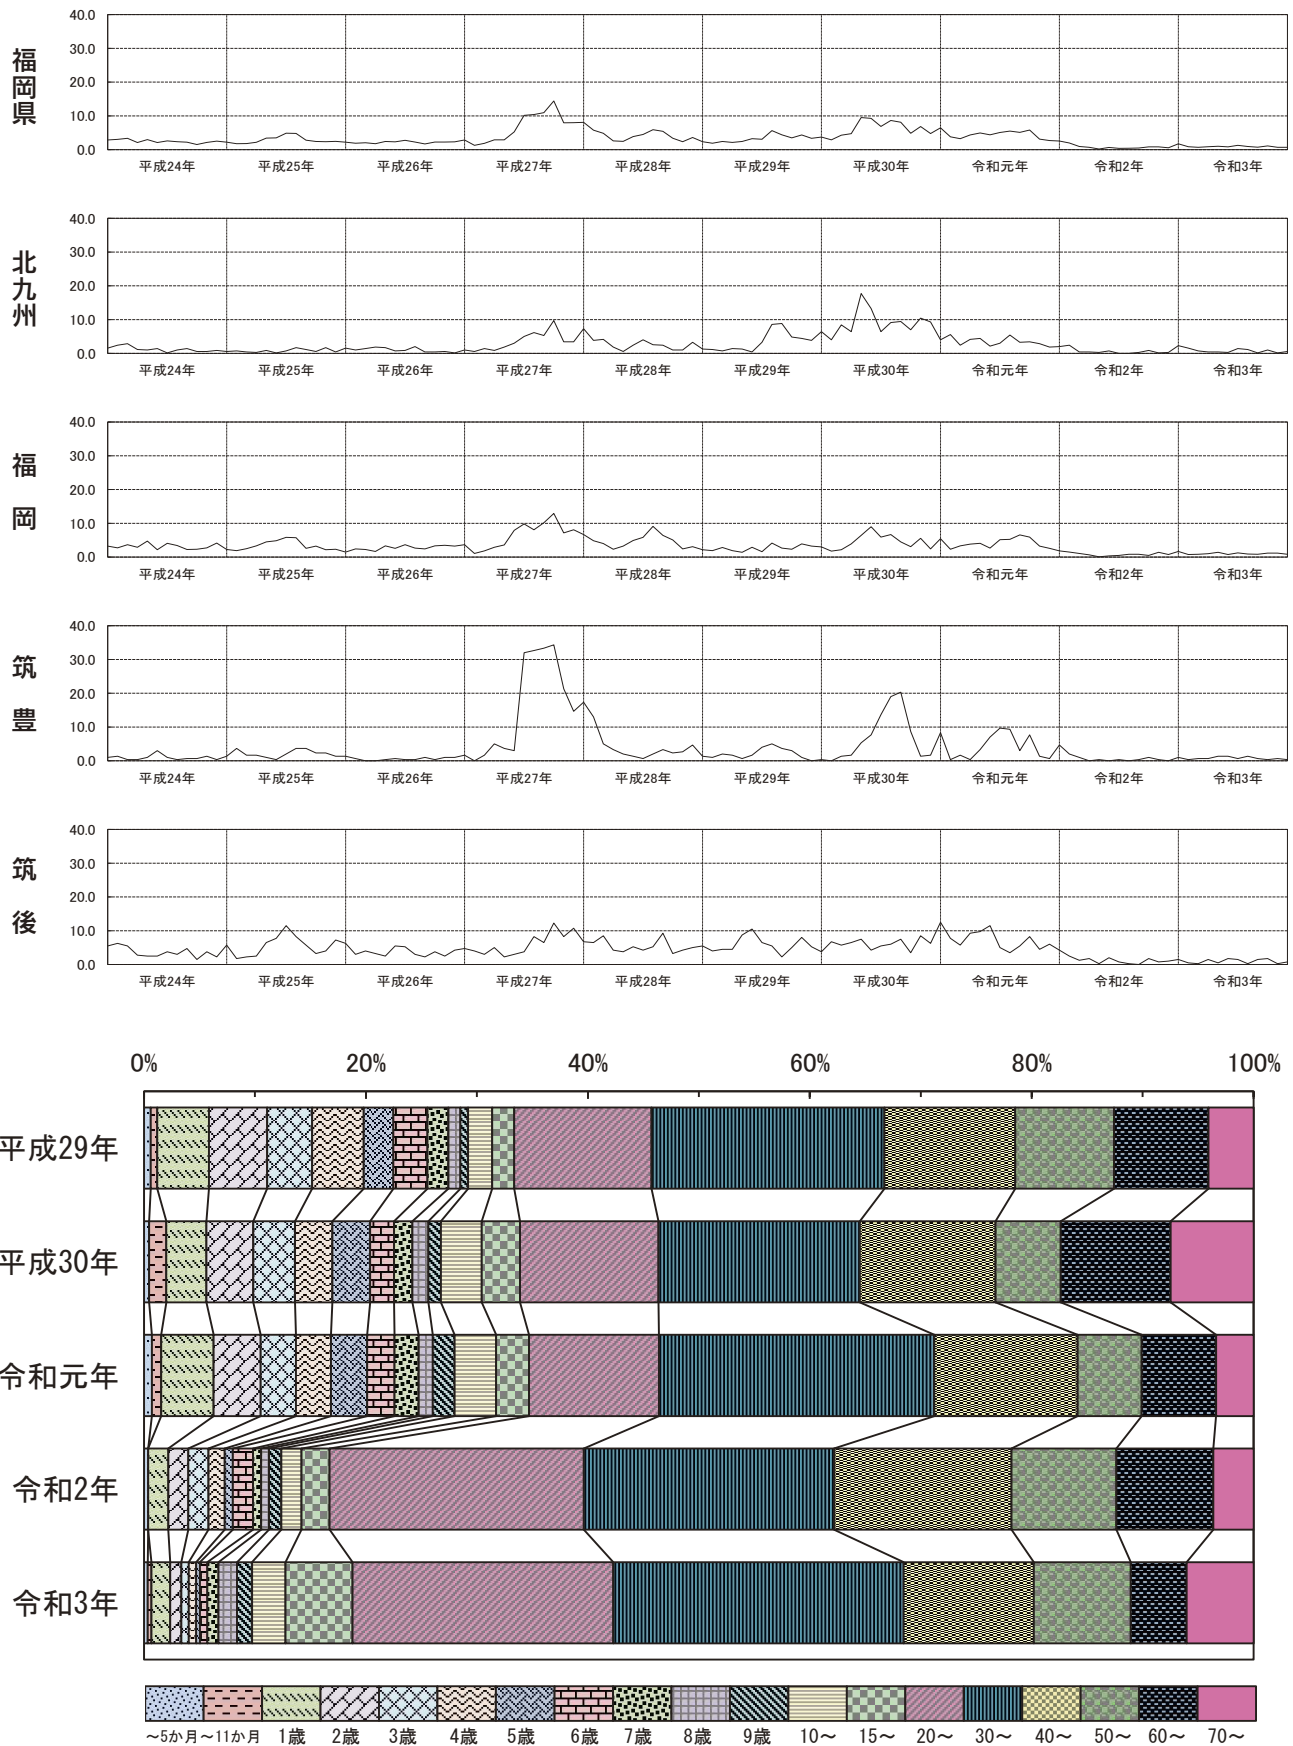 福岡県
40.0
30.0
20.0
10.0
0.0
平成24年 平成25年 平成26年 平成27年 平成28年 平成29年 平成30年 令和元年 令和2年 令和3年
北九州
40.0
30.0
20.0
10.0
0.0
平成24年 平成25年 平成26年 平成27年 平成28年 平成29年 平成30年 令和元年 令和2年 令和3年
福岡
40.0
30.0
20.0
10.0
0.0
平成24年 平成25年 平成26年 平成27年 平成28年 平成29年 平成30年 令和元年 令和2年 令和3年
筑豊
40.0
30.0
20.0
10.0
0.0
平成24年 平成25年 平成26年 平成27年 平成28年 平成29年 平成30年 令和元年 令和2年 令和3年
筑後
40.0
30.0
20.0
10.0
0.0
平成24年 平成25年 平成26年 平成27年 平成28年 平成29年 平成30年 令和元年 令和2年 令和3年
0% 20% 40% 60% 80% 100%
平成29年
平成30年
令和元年
令和2年
令和3年
～5か月 ～11か月 1歳 2歳 3歳 4歳 5歳 6歳 7歳 8歳 9歳 10～ 15～ 20～ 30～ 40～ 50～ 60～ 70～